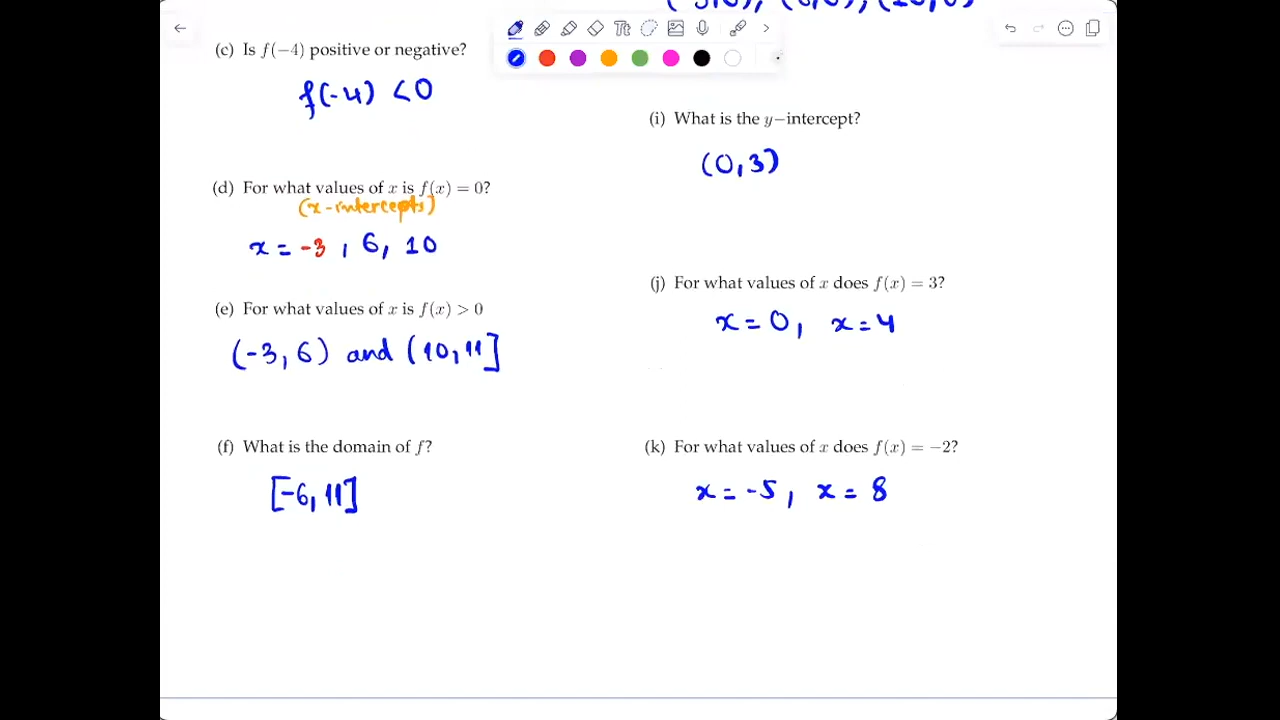 (c) Is f(−4) positive or negative?
f(-4) <0
(d) For what values of x is f(x) = 0?
(x-intercepts)
x = -3, 6, 10
(e) For what values of x is f(x) > 0
(-3, 6) and (10, 11]
(f) What is the domain of f?
[-6, 11]
(i) What is the y−intercept?
(0, 3)
(j) For what values of x does f(x) = 3?
x = 0, x = 4
(k) For what values of x does f(x) = −2?
x = -5, x = 8
Tt